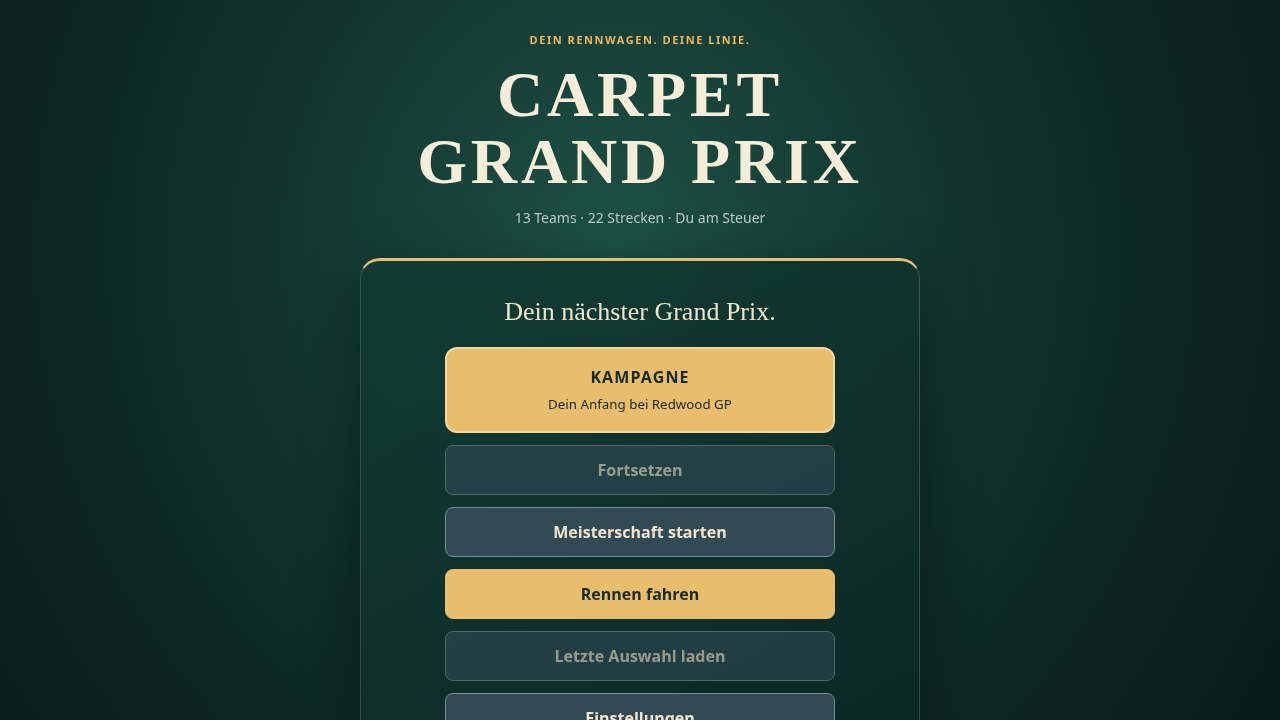 DEIN RENNWAGEN. DEINE LINIE.
CARPET
GRAND PRIX
13 Teams · 22 Strecken · Du am Steuer
Dein nächster Grand Prix.
KAMPAGNE
Dein Anfang bei Redwood GP
Fortsetzen
Meisterschaft starten
Rennen fahren
Letzte Auswahl laden
Einstellungen